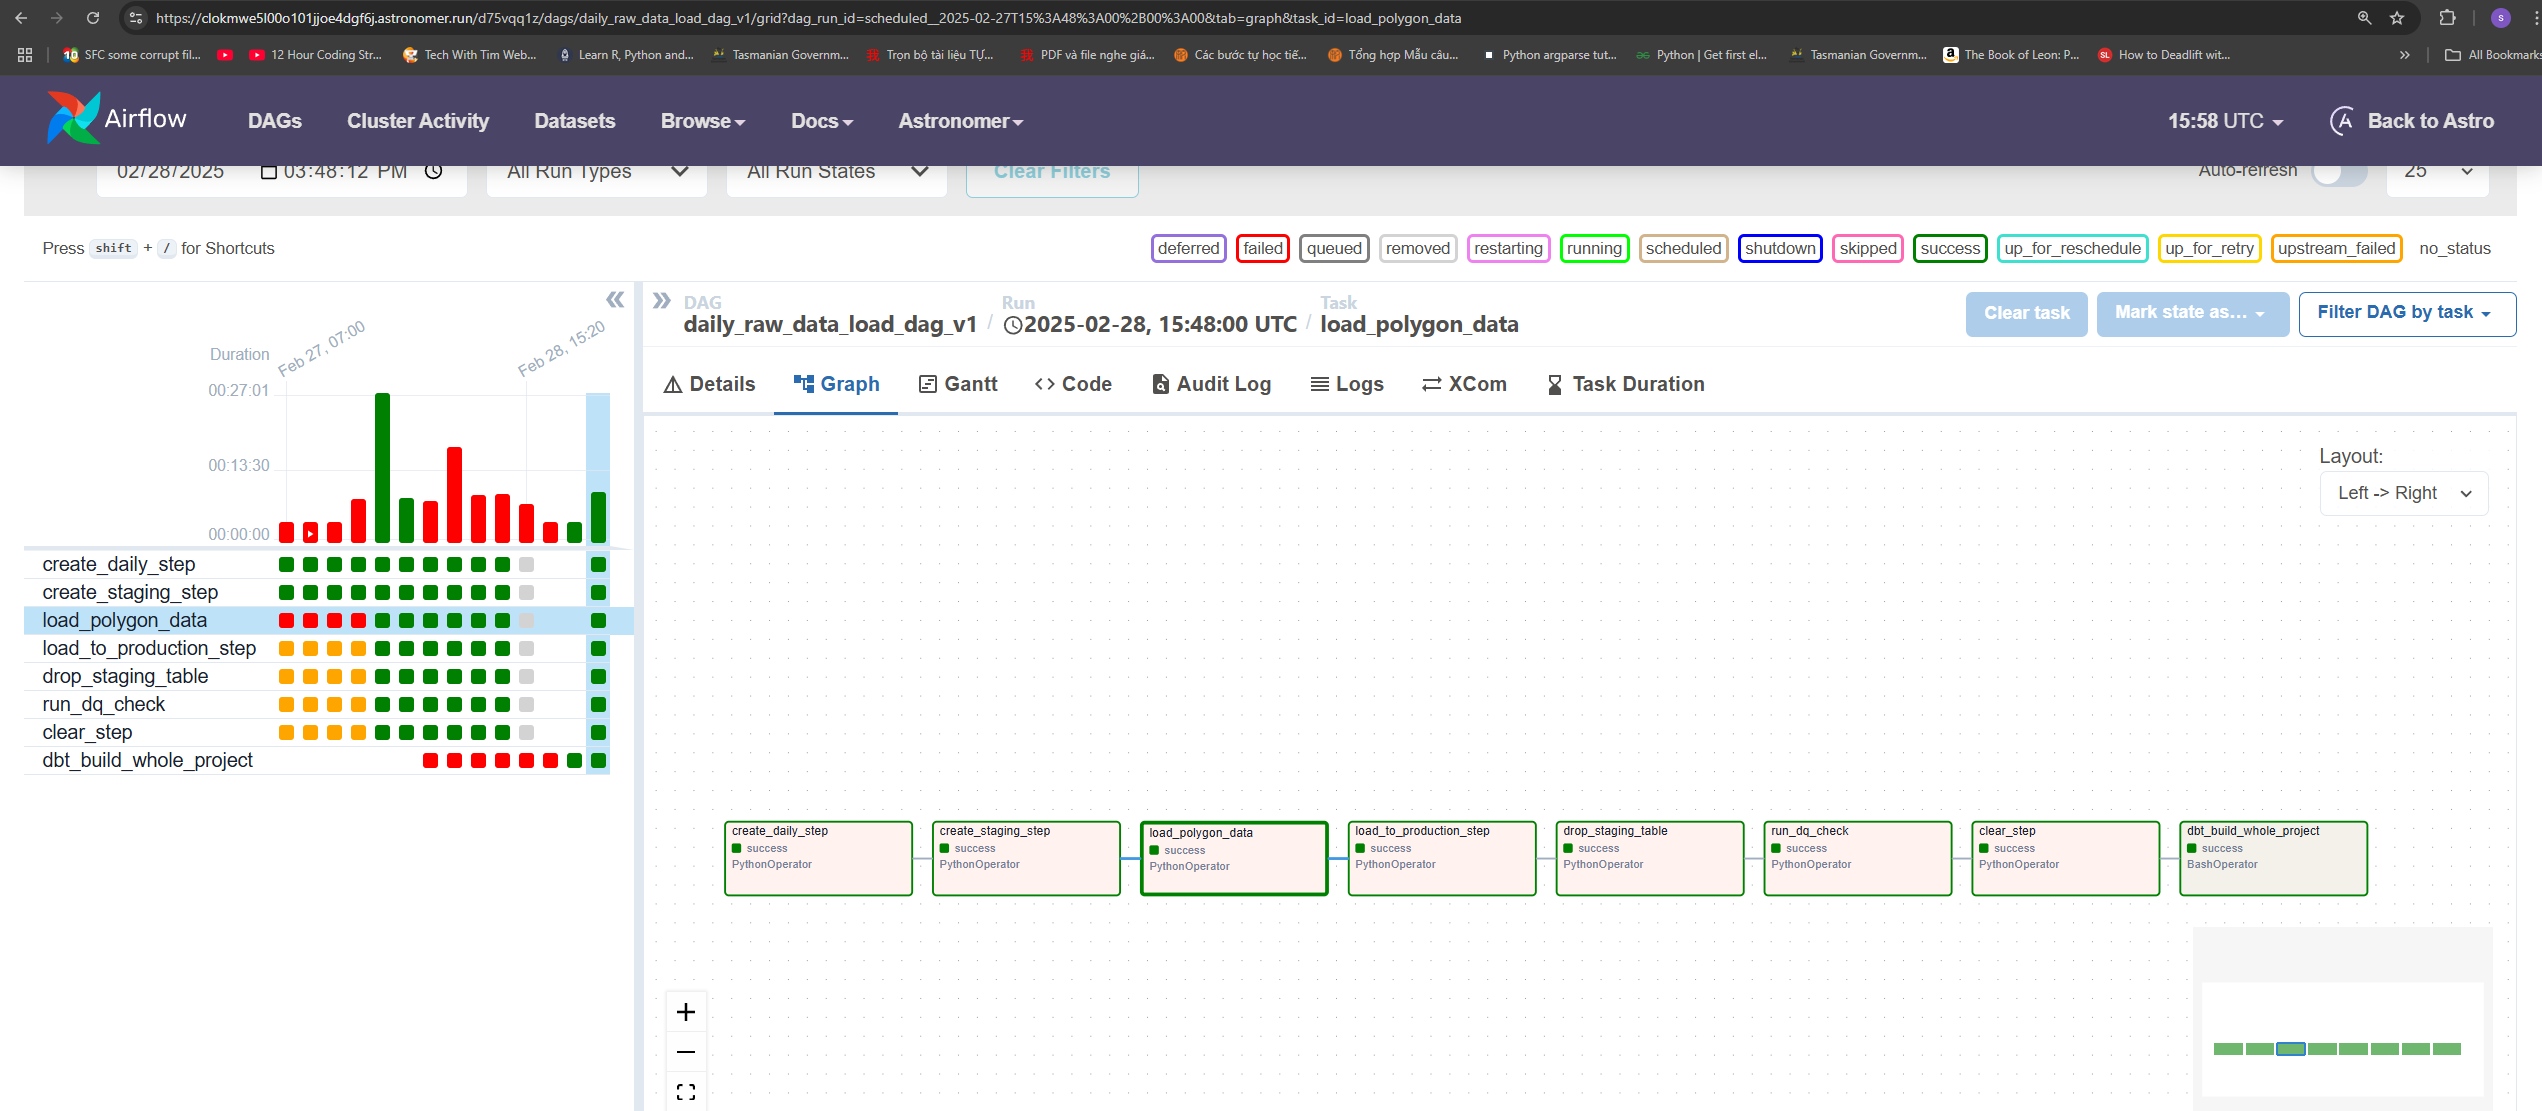 https://clokmwe5l00o101jjoe4dgf6j.astronomer.run/d75vqq1z/dags/daily_raw_data_load_dag_v1/grid?dag_run_id=scheduled__2025-02-27T15%3A48%3A00%2B00%3A00&tab=graph&task_id=load_polygon_data
S
SFC some corrupt fil...
12 Hour Coding Str...
Tech With Tim Web...
Learn R, Python and...
Tasmanian Governm...
Trọn bộ tài liệu TỰ...
PDF và file nghe giá...
Các bước tự học tiế...
Tổng hợp Mẫu câu...
Python argparse tut...
Python | Get first el...
Tasmanian Governm...
The Book of Leon: P...
SL How to Deadlift wit...
All Bookmarks
Airflow
DAGs
Cluster Activity
Datasets
Browse
Docs
Astronomer
15:58 UTC
Back to Astro
02/28/2025
03:48:12 PM
All Run Types
All Run States
Clear Filters
Auto-refresh
25
Press shift + / for Shortcuts
deferred
failed
queued
removed
restarting
running
scheduled
shutdown
skipped
success
up_for_reschedule
up_for_retry
upstream_failed
no_status
DAG
daily_raw_data_load_dag_v1
/
Run
2025-02-28, 15:48:00 UTC
/
Task
load_polygon_data
Clear task
Mark state as...
Filter DAG by task
Details
Graph
Gantt
Code
Audit Log
Logs
XCom
Task Duration
Duration
Feb 27, 07:00
Feb 28, 15:20
00:27:01
00:13:30
00:00:00
create_daily_step
create_staging_step
load_polygon_data
load_to_production_step
drop_staging_table
run_dq_check
clear_step
dbt_build_whole_project
Layout:
Left -> Right
create_daily_step
success
PythonOperator
create_staging_step
success
PythonOperator
load_polygon_data
success
PythonOperator
load_to_production_step
success
PythonOperator
drop_staging_table
success
PythonOperator
run_dq_check
success
PythonOperator
clear_step
success
PythonOperator
dbt_build_whole_project
success
BashOperator